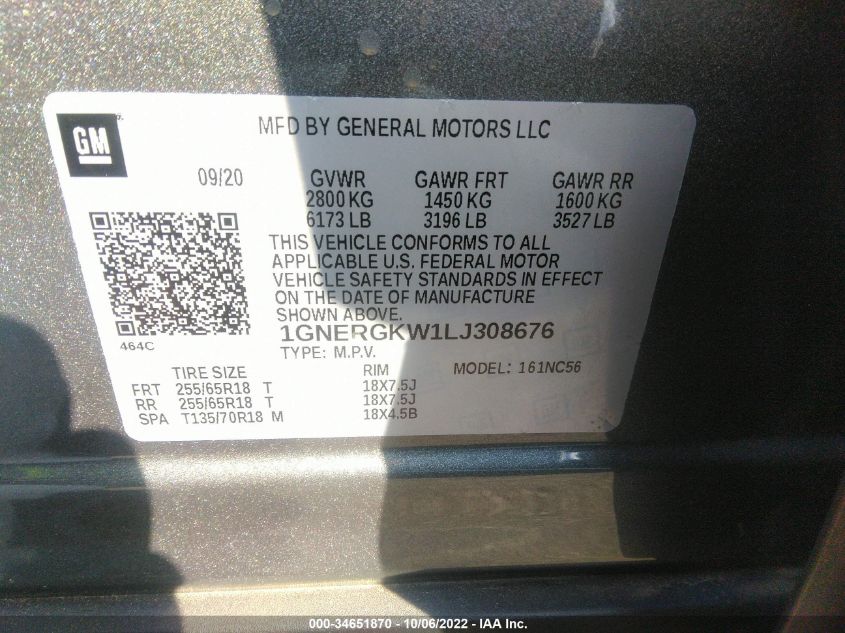 GM
MFD BY GENERAL MOTORS LLC
09/20 GVWR GAWR FRT GAWR RR
2800 KG 1450 KG 1600 KG
6173 LB 3196 LB 3527 LB
THIS VEHICLE CONFORMS TO ALL
APPLICABLE U.S. FEDERAL MOTOR
VEHICLE SAFETY STANDARDS IN EFFECT
ON THE DATE OF MANUFACTURE
SHOWN ABOVE.
1GNERGKW1LJ308676
464C
TYPE: M.P.V.
TIRE SIZE RIM MODEL: 161NC56
FRT 255/65R18 T 18X7.5J
RR 255/65R18 T 18X7.5J
SPA T135/70R18 M 18X4.5B
000-34651870 - 10/06/2022 - IAA Inc.